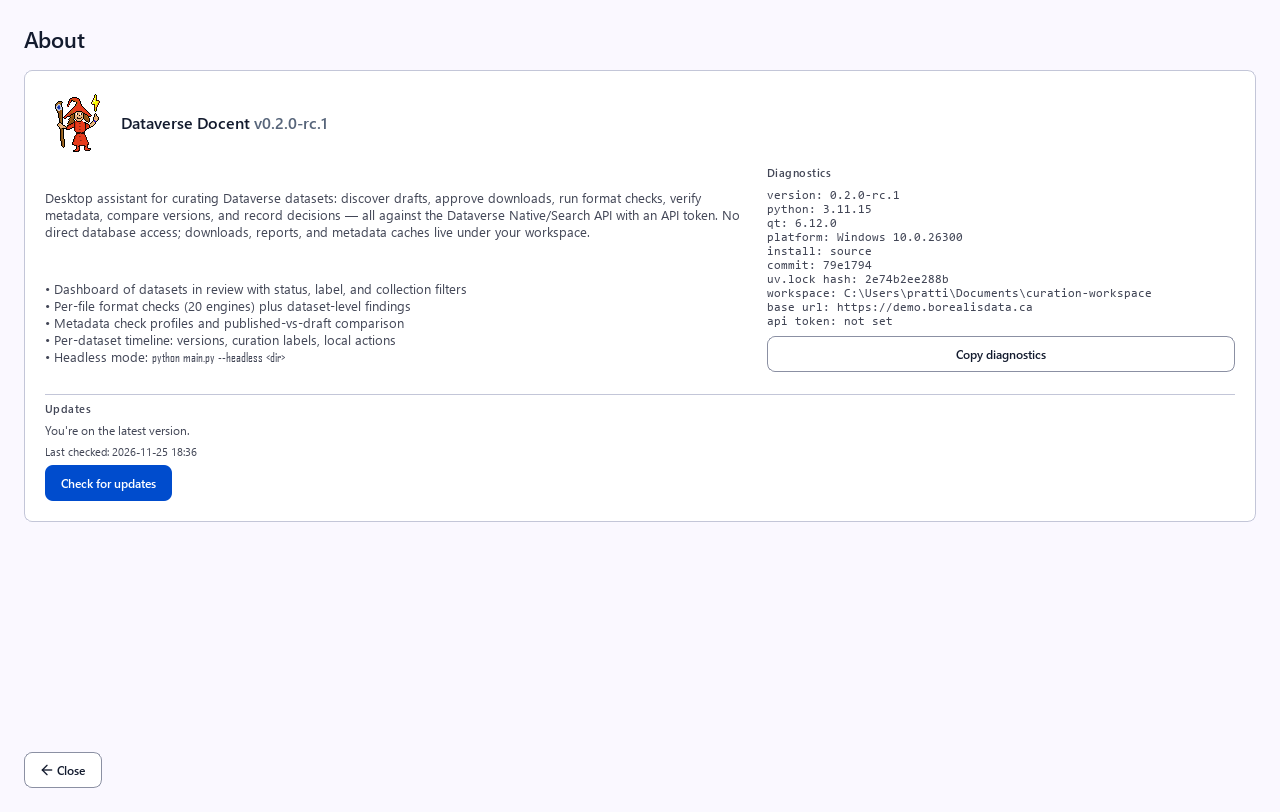 About
Dataverse Docent v0.2.0-rc.1
Desktop assistant for curating Dataverse datasets: discover drafts, approve downloads, run format checks, verify
metadata, compare versions, and record decisions — all against the Dataverse Native/Search API with an API token. No
direct database access; downloads, reports, and metadata caches live under your workspace.
• Dashboard of datasets in review with status, label, and collection filters
• Per-file format checks (20 engines) plus dataset-level findings
• Metadata check profiles and published-vs-draft comparison
• Per-dataset timeline: versions, curation labels, local actions
• Headless mode: python main.py --headless <dir>
Diagnostics
version: 0.2.0-rc.1
python: 3.11.15
qt: 6.12.0
platform: Windows 10.0.26300
install: source
commit: 79e1794
uv.lock hash: 2e74b2ee288b
workspace: C:\Users\pratti\Documents\curation-workspace
base url: https://demo.borealisdata.ca
api token: not set
Copy diagnostics
Updates
You're on the latest version.
Last checked: 2026-11-25 18:36
Check for updates
← Close